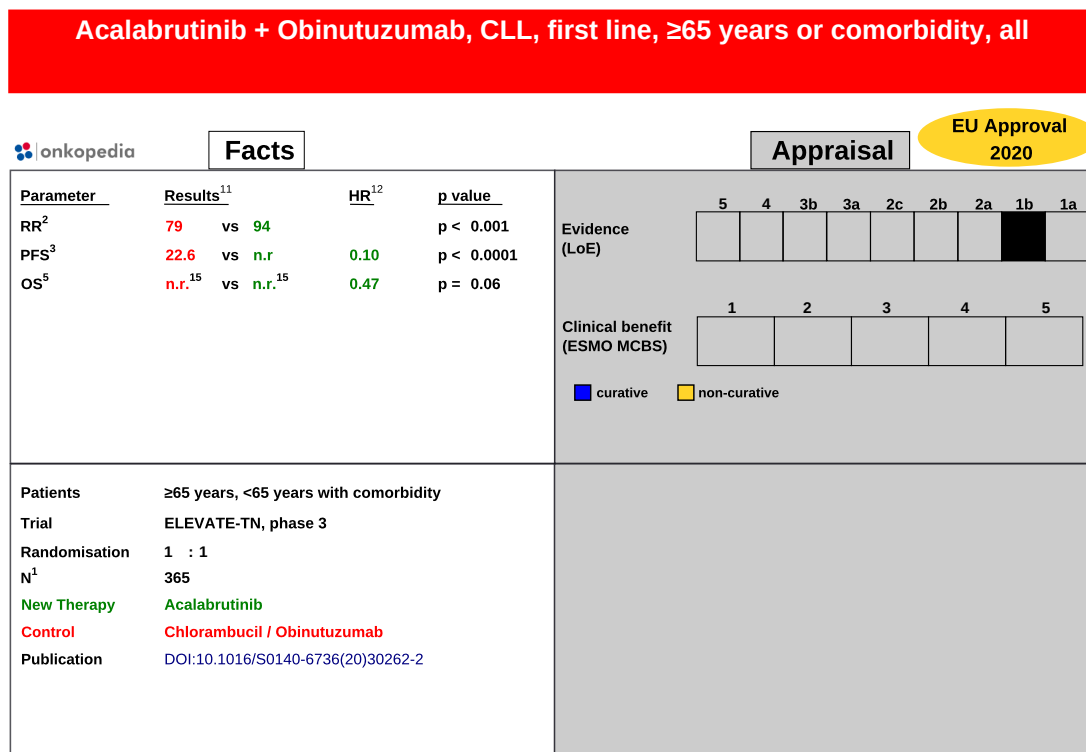 Acalabrutinib + Obinutuzumab, CLL, first line, ≥65 years or comorbidity, all
EU Approval
2020
onkopedia
Facts
Appraisal
Parameter Results11 HR12 p value
RR2 79 vs 94 p < 0.001
PFS3 22.6 vs n.r 0.10 p < 0.0001
OS5 n.r.15 vs n.r.15 0.47 p = 0.06
5 4 3b 3a 2c 2b 2a 1b 1a
Evidence
(LoE)
1 2 3 4 5
Clinical benefit
(ESMO MCBS)
curative non-curative
Patients ≥65 years, <65 years with comorbidity
Trial ELEVATE-TN, phase 3
Randomisation 1 : 1
N1 365
New Therapy Acalabrutinib
Control Chlorambucil / Obinutuzumab
Publication DOI:10.1016/S0140-6736(20)30262-2